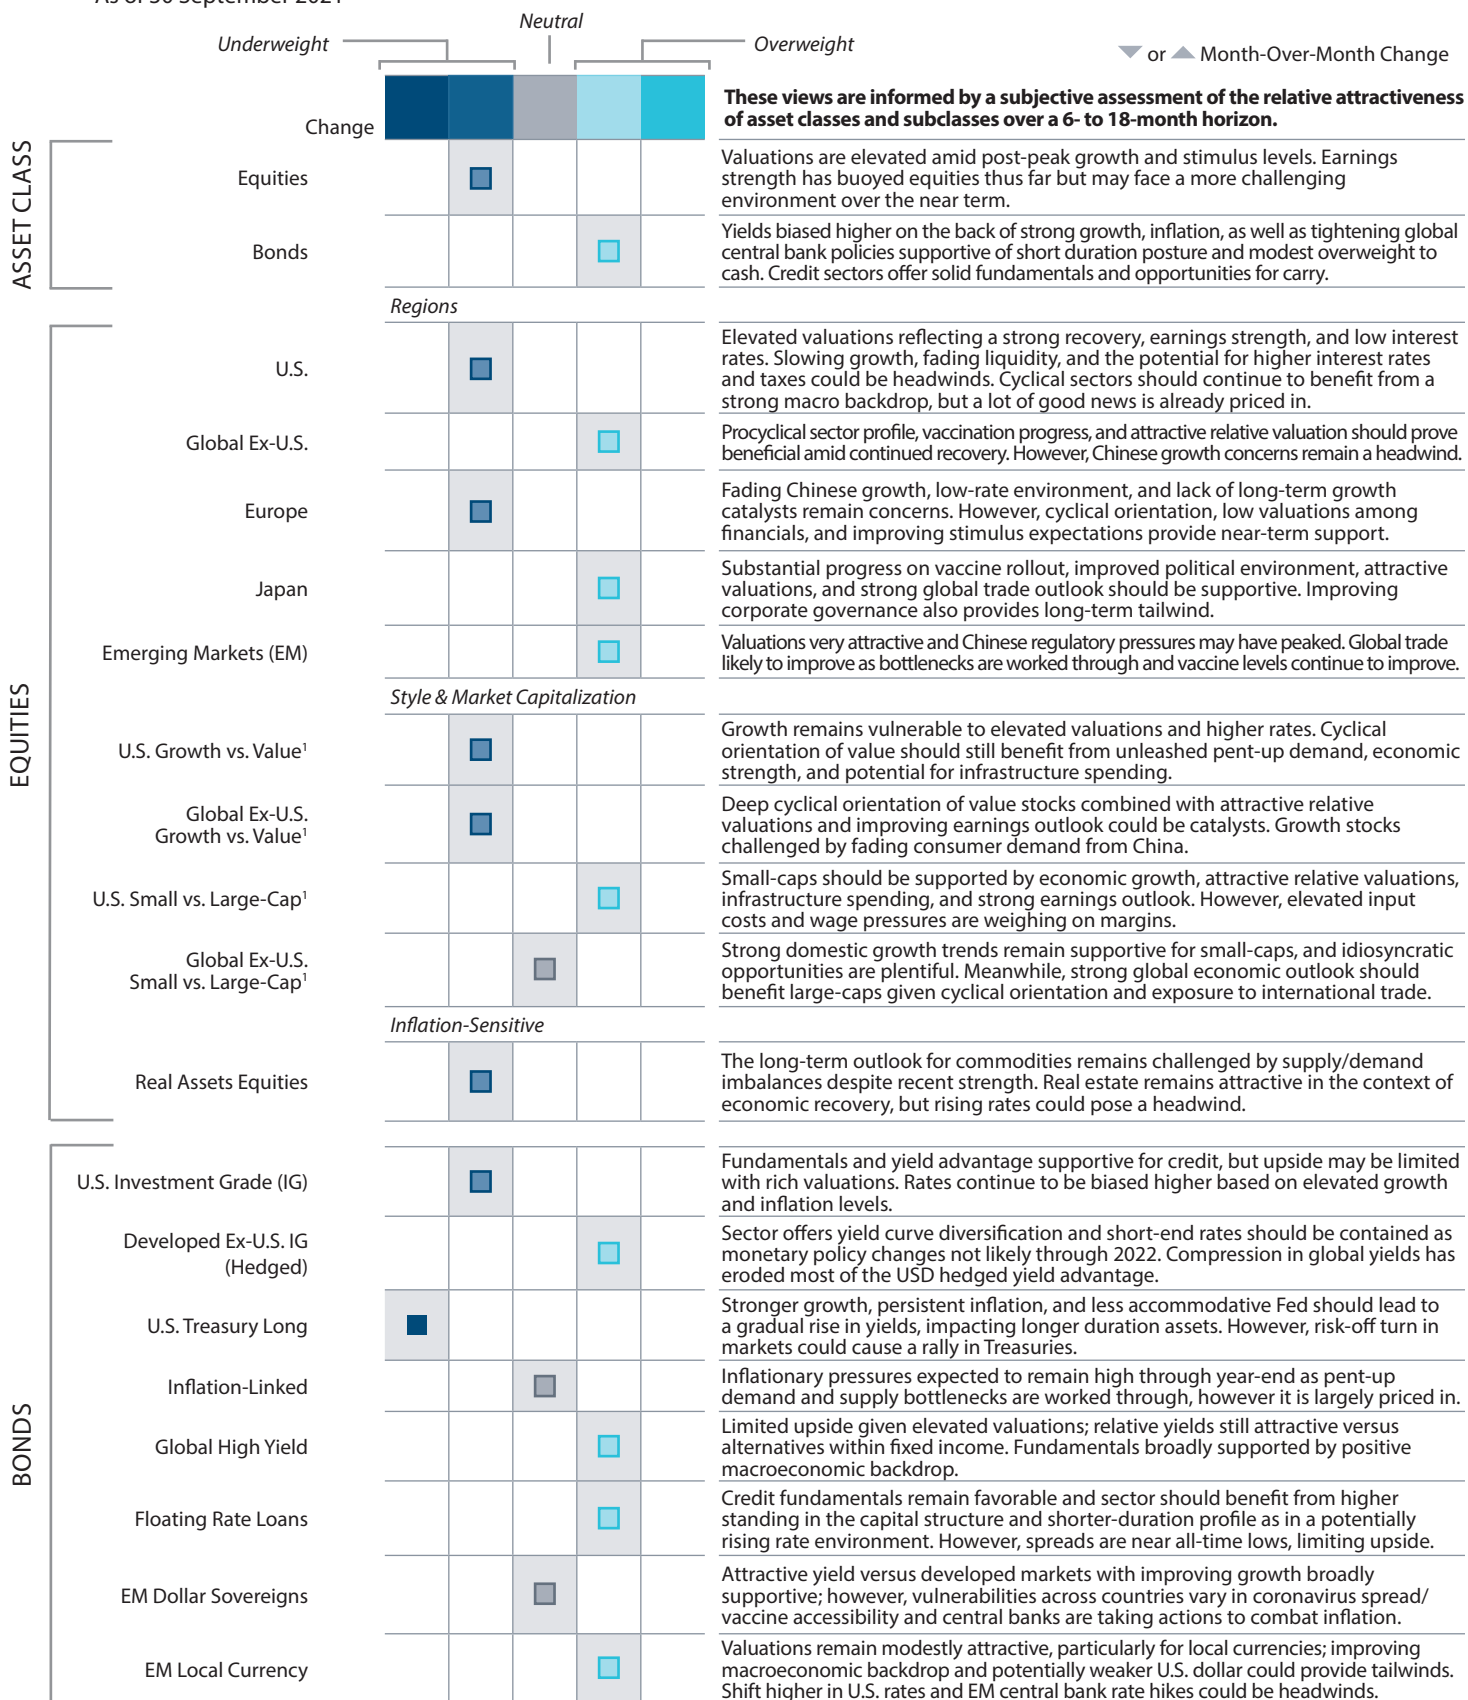 As of 30 September 2021
Neutral
Underweight
Overweight
or Month-Over-Month Change
Change
These views are informed by a subjective assessment of the relative attractiveness
of asset classes and subclasses over a 6- to 18-month horizon.
ASSET CLASS
Equities
Valuations are elevated amid post-peak growth and stimulus levels. Earnings
strength has buoyed equities thus far but may face a more challenging
environment over the near term.
Bonds
Yields biased higher on the back of strong growth, inflation, as well as tightening global
central bank policies supportive of short duration posture and modest overweight to
cash. Credit sectors offer solid fundamentals and opportunities for carry.
EQUITIES
Regions
U.S.
Elevated valuations reflecting a strong recovery, earnings strength, and low interest
rates. Slowing growth, fading liquidity, and the potential for higher interest rates
and taxes could be headwinds. Cyclical sectors should continue to benefit from a
strong macro backdrop, but a lot of good news is already priced in.
Global Ex-U.S.
Procyclical sector profile, vaccination progress, and attractive relative valuation should prove
beneficial amid continued recovery. However, Chinese growth concerns remain a headwind.
Europe
Fading Chinese growth, low-rate environment, and lack of long-term growth
catalysts remain concerns. However, cyclical orientation, low valuations among
financials, and improving stimulus expectations provide near-term support.
Japan
Substantial progress on vaccine rollout, improved political environment, attractive
valuations, and strong global trade outlook should be supportive. Improving
corporate governance also provides long-term tailwind.
Emerging Markets (EM)
Valuations very attractive and Chinese regulatory pressures may have peaked. Global trade
likely to improve as bottlenecks are worked through and vaccine levels continue to improve.
Style & Market Capitalization
U.S. Growth vs. Value¹
Growth remains vulnerable to elevated valuations and higher rates. Cyclical
orientation of value should still benefit from unleashed pent-up demand, economic
strength, and potential for infrastructure spending.
Global Ex-U.S.
Growth vs. Value¹
Deep cyclical orientation of value stocks combined with attractive relative
valuations and improving earnings outlook could be catalysts. Growth stocks
challenged by fading consumer demand from China.
U.S. Small vs. Large-Cap¹
Small-caps should be supported by economic growth, attractive relative valuations,
infrastructure spending, and strong earnings outlook. However, elevated input
costs and wage pressures are weighing on margins.
Global Ex-U.S.
Small vs. Large-Cap¹
Strong domestic growth trends remain supportive for small-caps, and idiosyncratic
opportunities are plentiful. Meanwhile, strong global economic outlook should
benefit large-caps given cyclical orientation and exposure to international trade.
Inflation-Sensitive
Real Assets Equities
The long-term outlook for commodities remains challenged by supply/demand
imbalances despite recent strength. Real estate remains attractive in the context of
economic recovery, but rising rates could pose a headwind.
BONDS
U.S. Investment Grade (IG)
Fundamentals and yield advantage supportive for credit, but upside may be limited
with rich valuations. Rates continue to be biased higher based on elevated growth
and inflation levels.
Developed Ex-U.S. IG
(Hedged)
Sector offers yield curve diversification and short-end rates should be contained as
monetary policy changes not likely through 2022. Compression in global yields has
eroded most of the USD hedged yield advantage.
U.S. Treasury Long
Stronger growth, persistent inflation, and less accommodative Fed should lead to
a gradual rise in yields, impacting longer duration assets. However, risk-off turn in
markets could cause a rally in Treasuries.
Inflation-Linked
Inflationary pressures expected to remain high through year-end as pent-up
demand and supply bottlenecks are worked through, however it is largely priced in.
Global High Yield
Limited upside given elevated valuations; relative yields still attractive versus
alternatives within fixed income. Fundamentals broadly supported by positive
macroeconomic backdrop.
Floating Rate Loans
Credit fundamentals remain favorable and sector should benefit from higher
standing in the capital structure and shorter-duration profile as in a potentially
rising rate environment. However, spreads are near all-time lows, limiting upside.
EM Dollar Sovereigns
Attractive yield versus developed markets with improving growth broadly
supportive; however, vulnerabilities across countries vary in coronavirus spread/
vaccine accessibility and central banks are taking actions to combat inflation.
EM Local Currency
Valuations remain modestly attractive, particularly for local currencies; improving
macroeconomic backdrop and potentially weaker U.S. dollar could provide tailwinds.
Shift higher in U.S. rates and EM central bank rate hikes could be headwinds.